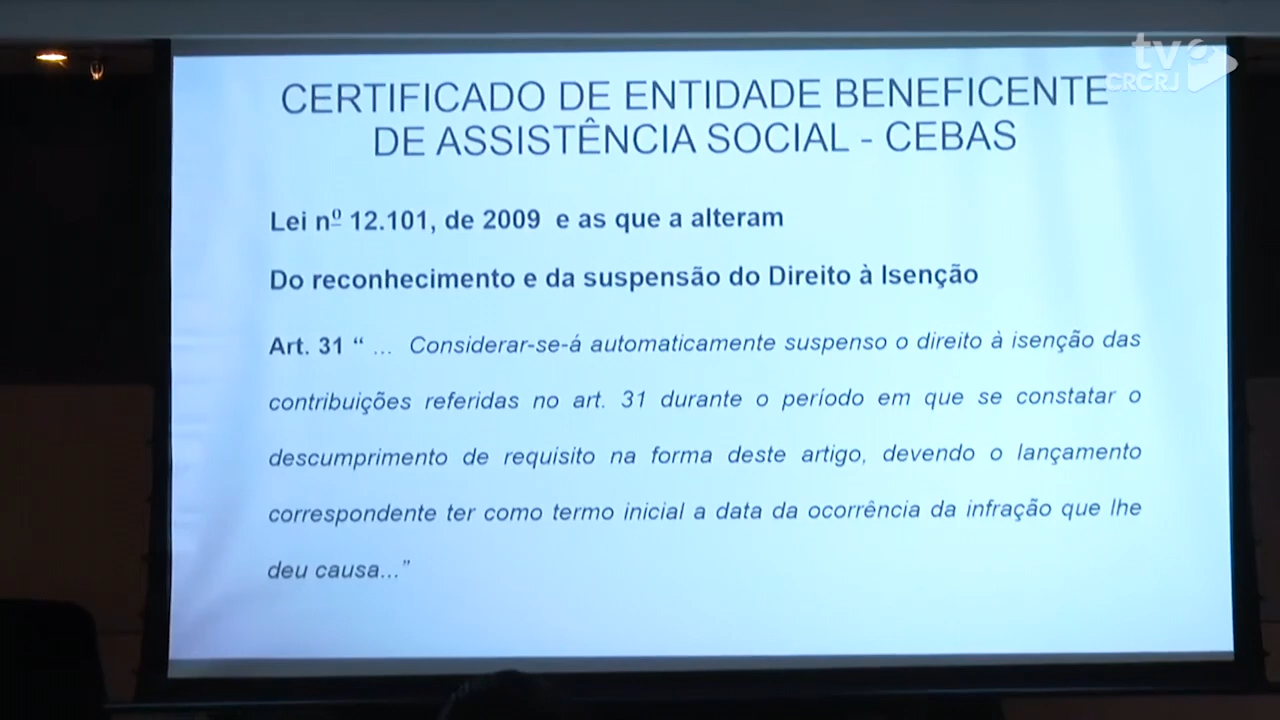 tv
CRCRJ
CERTIFICADO DE ENTIDADE BENEFICENTE
DE ASSISTÊNCIA SOCIAL - CEBAS
Lei nº 12.101, de 2009 e as que a alteram
Do reconhecimento e da suspensão do Direito à Isenção
Art. 31 “ ... Considerar-se-á automaticamente suspenso o direito à isenção das
contribuições referidas no art. 31 durante o período em que se constatar o
descumprimento de requisito na forma deste artigo, devendo o lançamento
correspondente ter como termo inicial a data da ocorrência da infração que lhe
deu causa...”